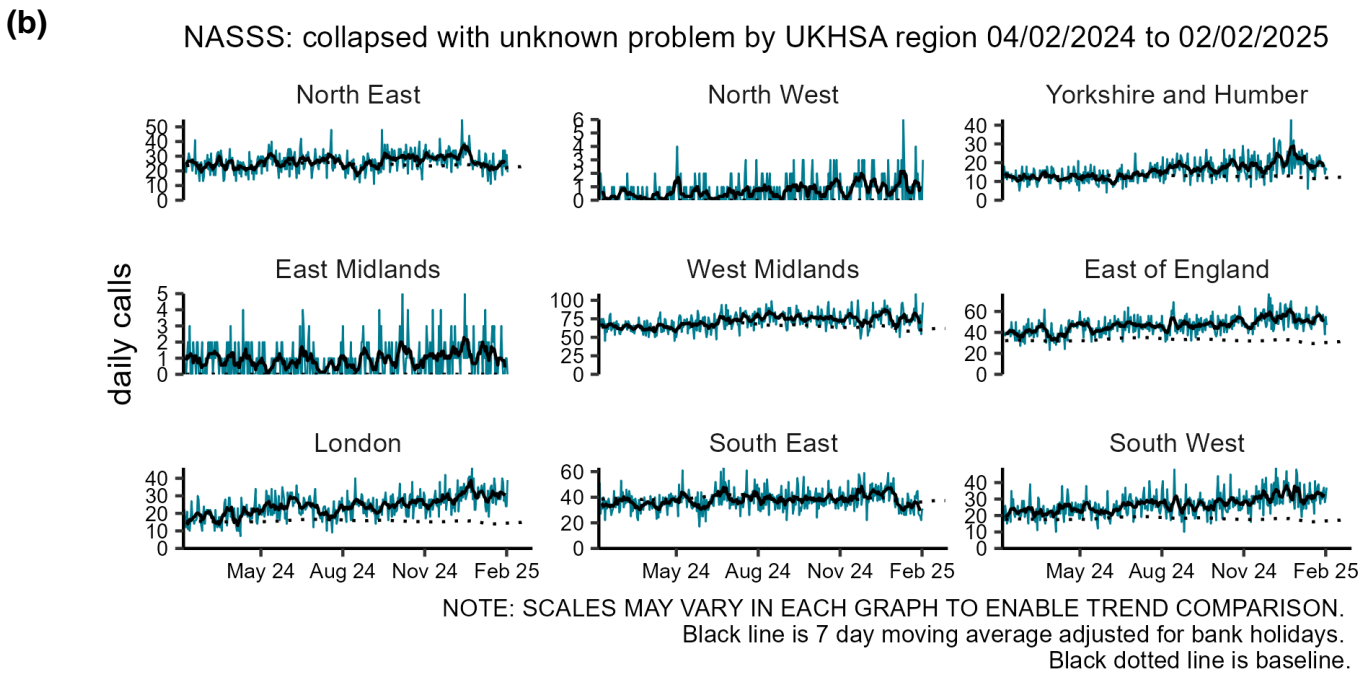 (b)
NASSS: collapsed with unknown problem by UKHSA region 04/02/2024 to 02/02/2025
North East
50
40
30
20
10
0
North West
6
5
4
3
2
1
0
Yorkshire and Humber
40
30
20
10
0
daily calls
East Midlands
5
4
3
2
1
0
West Midlands
100
75
50
25
0
East of England
60
40
20
0
London
40
30
20
10
0
May 24 Aug 24 Nov 24 Feb 25
South East
60
40
20
0
May 24 Aug 24 Nov 24 Feb 25
South West
40
30
20
10
0
May 24 Aug 24 Nov 24 Feb 25
NOTE: SCALES MAY VARY IN EACH GRAPH TO ENABLE TREND COMPARISON.
Black line is 7 day moving average adjusted for bank holidays.
Black dotted line is baseline.